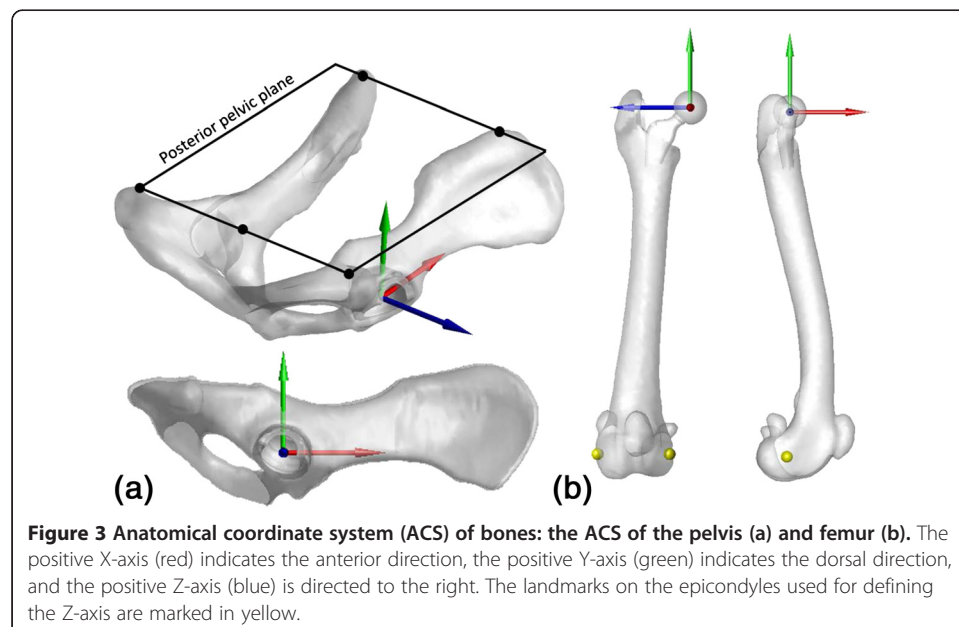 Posterior pelvic plane
(a)
(b)
Figure 3 Anatomical coordinate system (ACS) of bones: the ACS of the pelvis (a) and femur (b). The
positive X-axis (red) indicates the anterior direction, the positive Y-axis (green) indicates the dorsal direction,
and the positive Z-axis (blue) is directed to the right. The landmarks on the epicondyles used for defining
the Z-axis are marked in yellow.